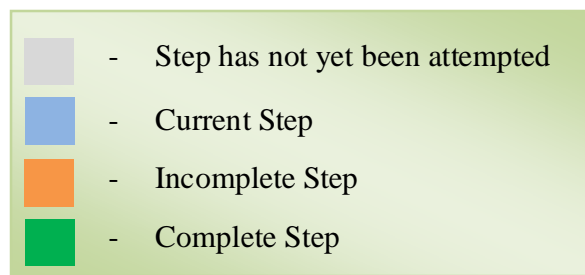 - Step has not yet been attempted
- Current Step
- Incomplete Step
- Complete Step